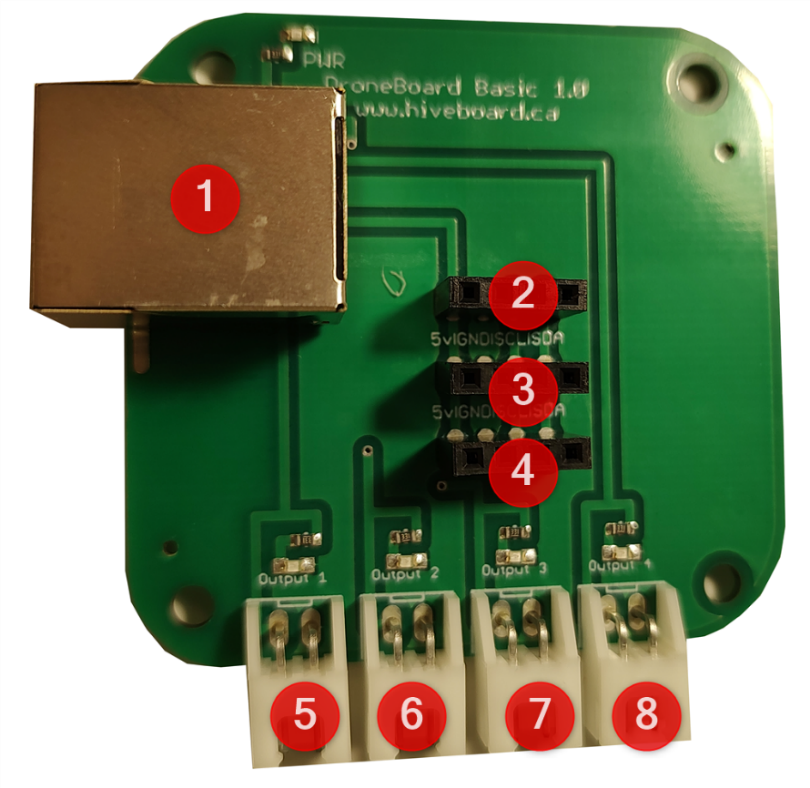 PWR
DroneBoard Basic 1.0
www.hiveboard.ca
1
2
5v|GND|SCL|SDA
3
5v|GND|SCL|SDA
4
Output 1
Output 2
Output 3
Output 4
5
6
7
8